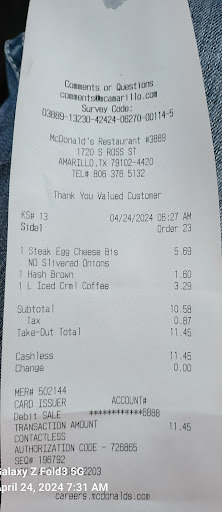 Comments or Questions
comments@mcamarillo.com
Survey Code:
03889-13230-42424-06270-00114-5
McDonald's Restaurant #3889
1720 S ROSS ST
AMARILLO,TX 79102-4420
TEL# 806 376 5132
Thank You Valued Customer
KS# 13 04/24/2024 06:27 AM
Side1 Order 23
1 Steak Egg Cheese Bis 5.69
NO Slivered Onions
1 Hash Brown 1.60
1 L Iced Crml Coffee 3.29
Subtotal 10.58
Tax 0.87
Take-Out Total 11.45
Cashless 11.45
Change 0.00
MER# 502144
CARD ISSUER ACCOUNT#
Debit SALE ************6888
TRANSACTION AMOUNT 11.45
CONTACTLESS
AUTHORIZATION CODE - 726865
SEQ# 196792
2203
Galaxy Z Fold3 5G
April 24, 2024 7:31 AM
careers.mcdonalds.com